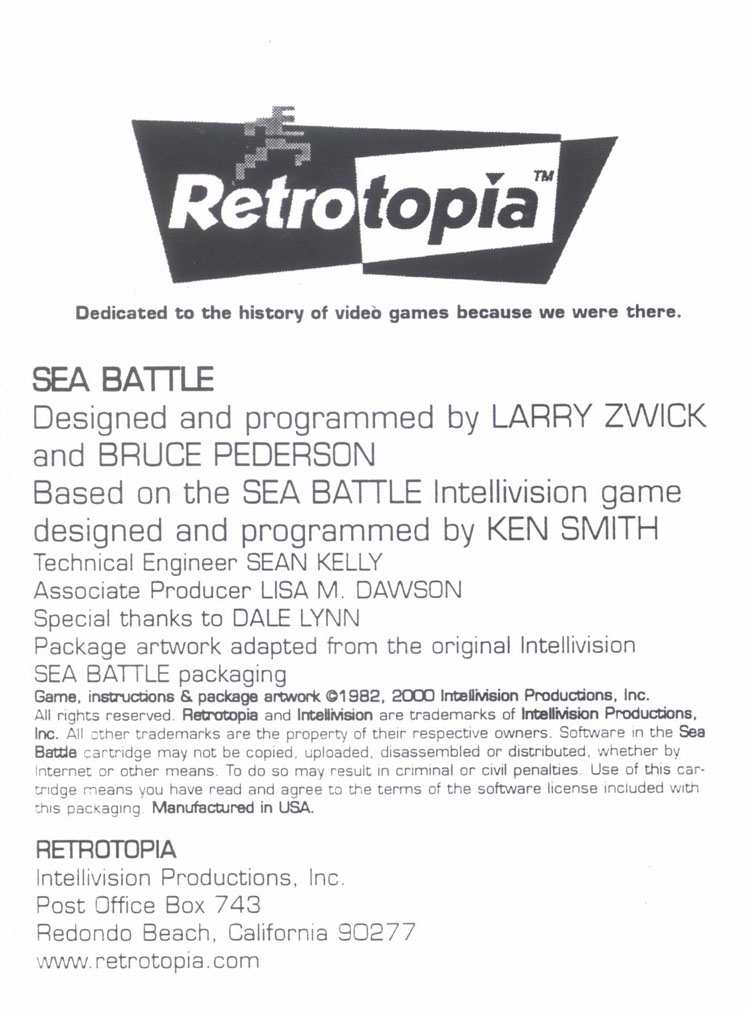 Retrotopia™
Dedicated to the history of video games because we were there.
SEA BATTLE
Designed and programmed by LARRY ZWICK
and BRUCE PEDERSON
Based on the SEA BATTLE Intellivision game
designed and programmed by KEN SMITH
Technical Engineer SEAN KELLY
Associate Producer LISA M. DAWSON
Special thanks to DALE LYNN
Package artwork adapted from the original Intellivision
SEA BATTLE packaging
Game, instructions & package artwork ©1982, 2000 Intellivision Productions, Inc.
All rights reserved. Retrotopia and Intellivision are trademarks of Intellivision Productions,
Inc. All other trademarks are the property of their respective owners. Software in the Sea
Battle cartridge may not be copied, uploaded, disassembled or distributed, whether by
Internet or other means. To do so may result in criminal or civil penalties. Use of this car-
tridge means you have read and agree to the terms of the software license included with
this packaging. Manufactured in USA.
RETROTOPIA
Intellivision Productions, Inc.
Post Office Box 743
Redondo Beach, California 90277
www.retrotopia.com